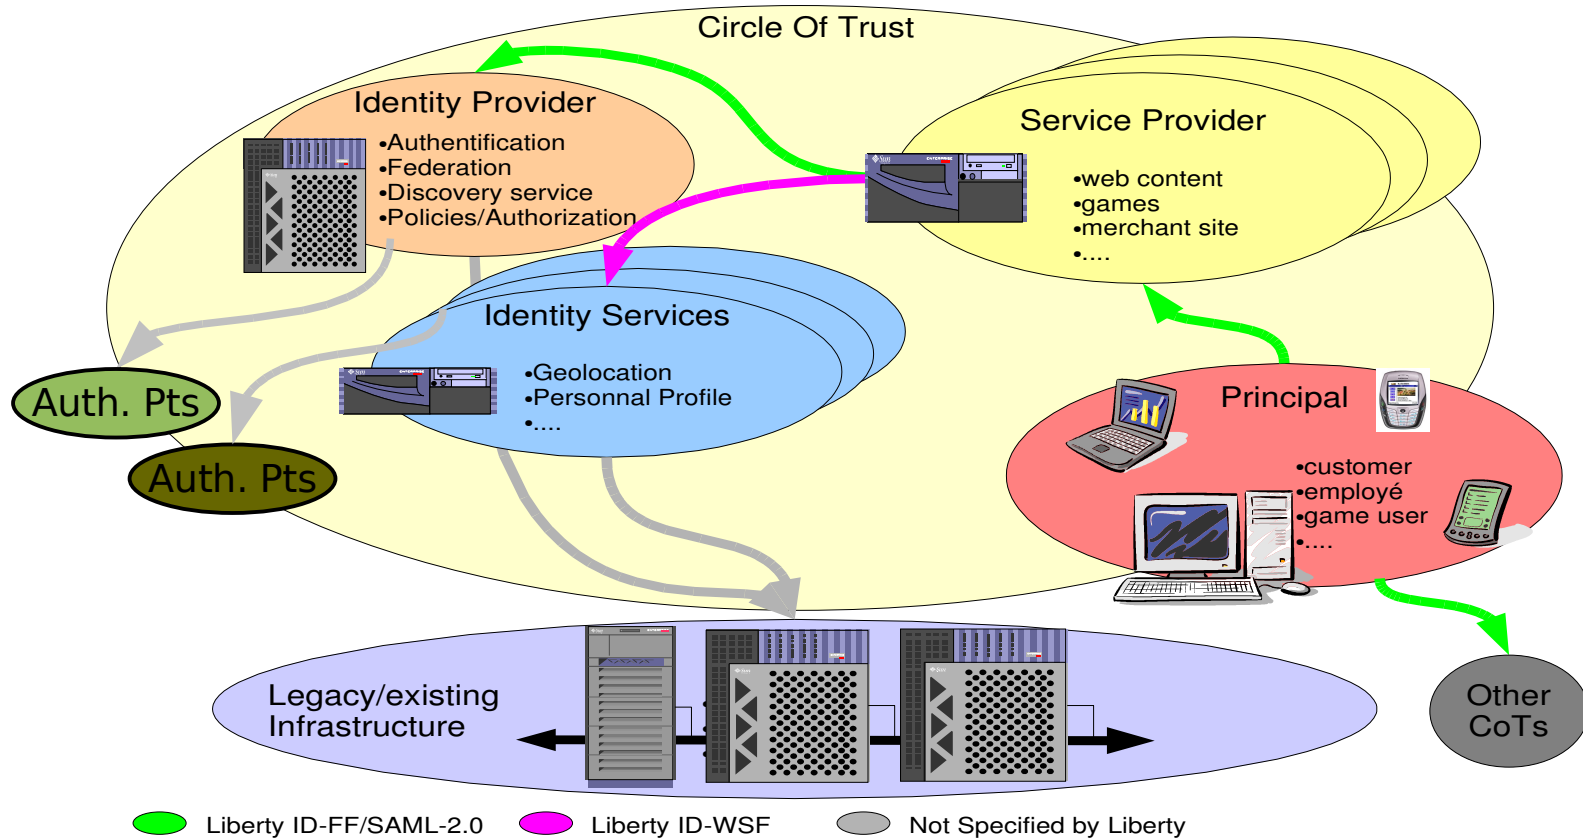 Circle Of Trust
Identity Provider
•Authentification
•Federation
•Discovery service
•Policies/Authorization
Service Provider
•web content
•games
•merchant site
•....
Identity Services
•Geolocation
•Personnal Profile
•....
Auth. Pts
Auth. Pts
Principal
•customer
•employé
•game user
•....
Legacy/existing
Infrastructure
Other
CoTs
Liberty ID-FF/SAML-2.0
Liberty ID-WSF
Not Specified by Liberty
Sun
ENTERPRISE